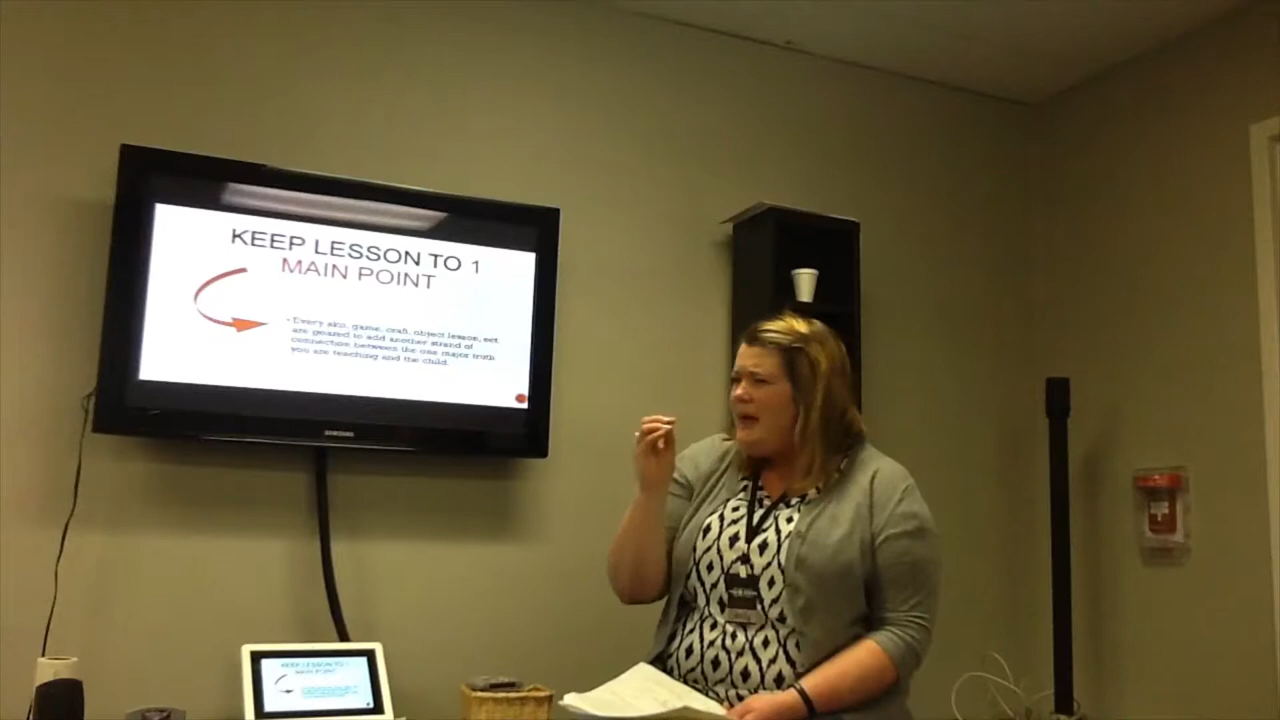 KEEP LESSON TO 1
MAIN POINT
• Every skit, game, craft, object lesson, ect
are geared to add another strand of
connection between the one major truth
you are teaching and the child.
SAMSUNG
KEEP LESSON TO 1
MAIN POINT